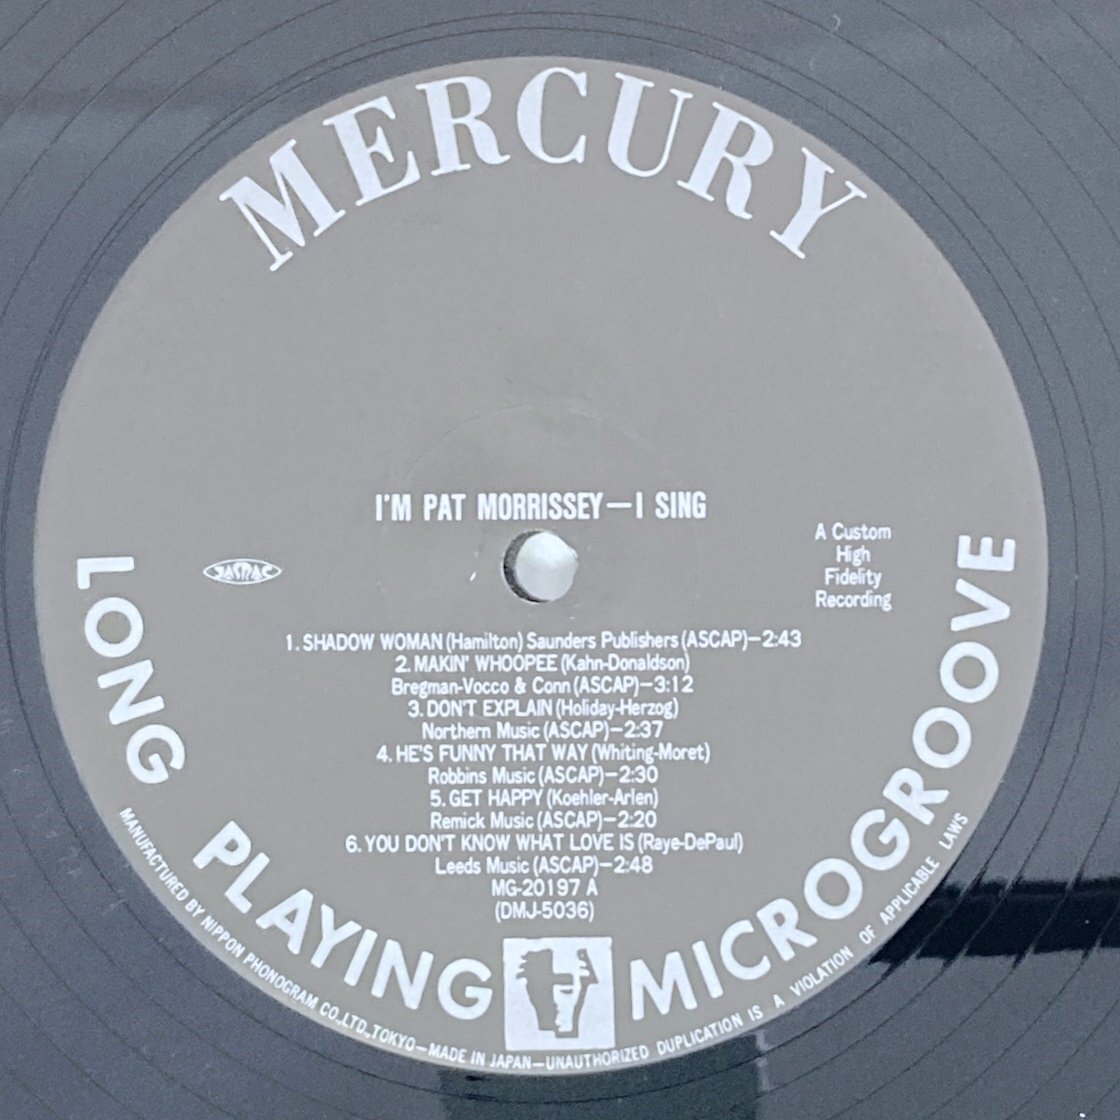 MERCURY
I'M PAT MORRISSEY—I SING
JASRAC
A Custom
High
Fidelity
Recording
1. SHADOW WOMAN (Hamilton) Saunders Publishers (ASCAP)—2:43
2. MAKIN' WHOOPEE (Kahn-Donaldson)
Bregman-Vocco & Conn (ASCAP)—3:12
3. DON'T EXPLAIN (Holiday-Herzog)
Northern Music (ASCAP)—2:37
4. HE'S FUNNY THAT WAY (Whiting-Moret)
Robbins Music (ASCAP)—2:30
5. GET HAPPY (Koehler-Arlen)
Remick Music (ASCAP)—2:20
6. YOU DON'T KNOW WHAT LOVE IS (Raye-DePaul)
Leeds Music (ASCAP)—2:48
MG-20197 A
(DMJ-5036)
LONG PLAYING MICROGROOVE
MANUFACTURED BY NIPPON PHONOGRAM CO.,LTD.,TOKYO—MADE IN JAPAN—UNAUTHORIZED DUPLICATION IS A VIOLATION OF APPLICABLE LAWS